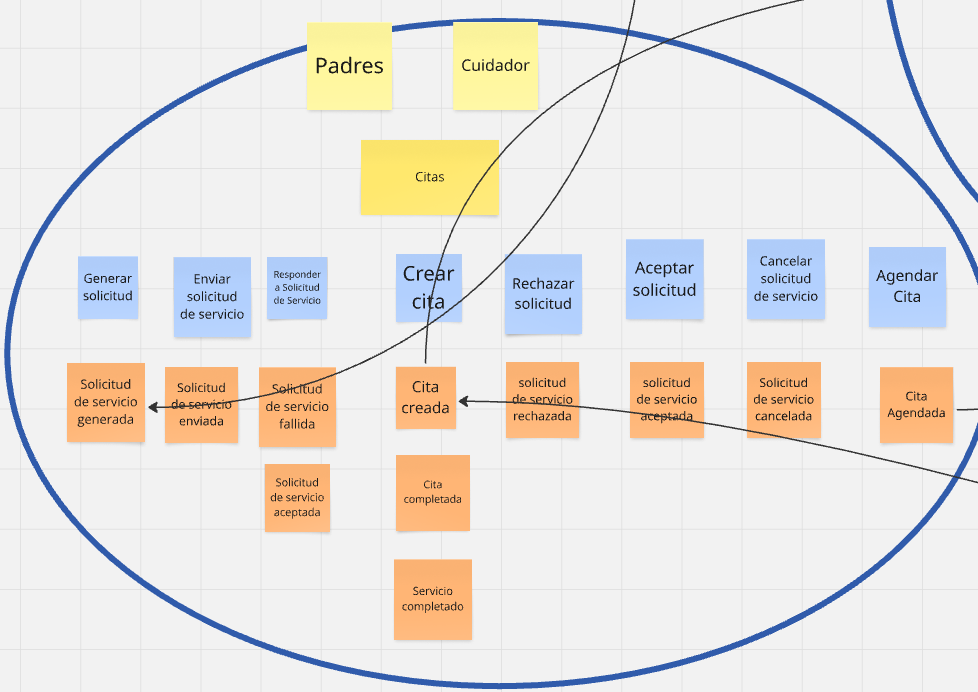 Padres
Cuidador
Citas
Generar
solicitud
Enviar
solicitud
de servicio
Responder
a Solicitud
de Servicio
Crear
cita
Rechazar
solicitud
Aceptar
solicitud
Cancelar
solicitud
de servicio
Agendar
Cita
Solicitud
de servicio
generada
Solicitud
de servicio
enviada
Solicitud
de servicio
fallida
Cita
creada
solicitud
de servicio
rechazada
solicitud
de servicio
aceptada
Solicitud
de servicio
cancelada
Cita
Agendada
Solicitud
de servicio
aceptada
Cita
completada
Servicio
completado